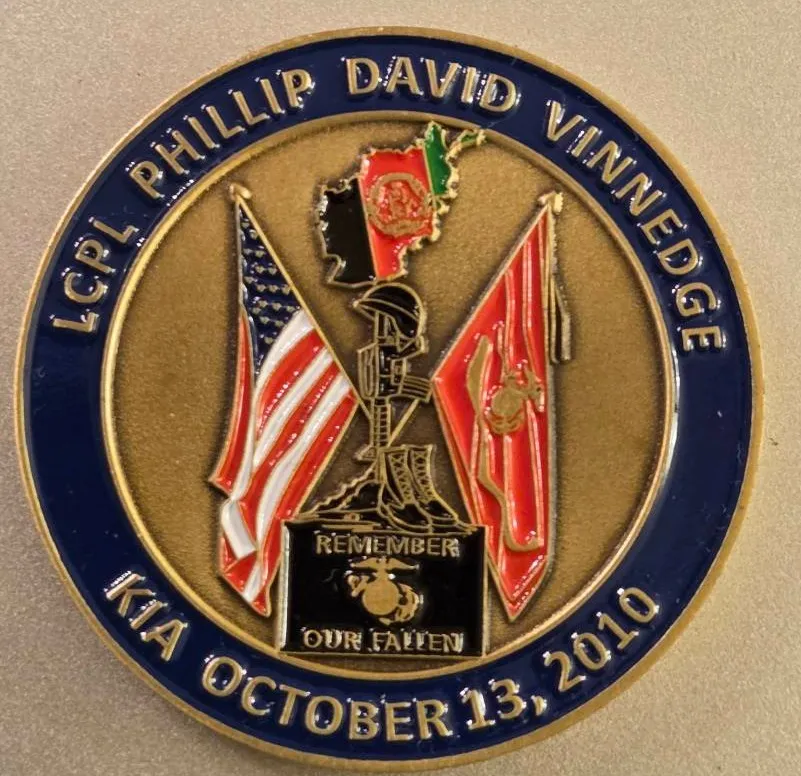 LCPL PHILLIP DAVID VINNEDGE
REMEMBER
OUR FALLEN
KIA OCTOBER 13, 2010